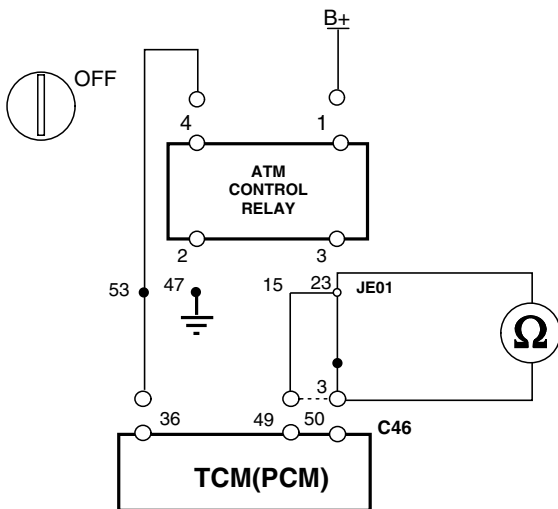 B+
OFF
4 1
ATM
CONTROL
RELAY
2 3
53 47 15 23 JE01
Ω
3
36 49 50 C46
TCM(PCM)